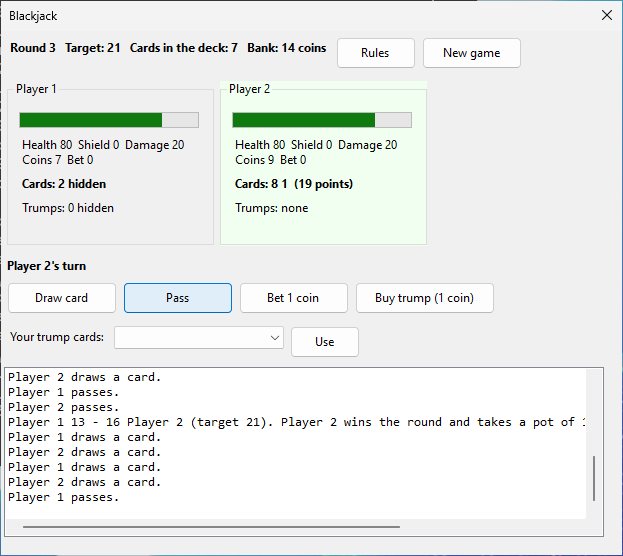 Blackjack
Round 3 Target: 21 Cards in the deck: 7 Bank: 14 coins Rules New game
Player 1
Health 80 Shield 0 Damage 20
Coins 7 Bet 0
Cards: 2 hidden
Trumps: 0 hidden
Player 2
Health 80 Shield 0 Damage 20
Coins 9 Bet 0
Cards: 8 1 (19 points)
Trumps: none
Player 2's turn
Draw card Pass Bet 1 coin Buy trump (1 coin)
Your trump cards: Use
Player 2 draws a card.
Player 1 passes.
Player 2 passes.
Player 1 13 - 16 Player 2 (target 21). Player 2 wins the round and takes a pot of
Player 1 draws a card.
Player 2 draws a card.
Player 1 draws a card.
Player 2 draws a card.
Player 1 passes.